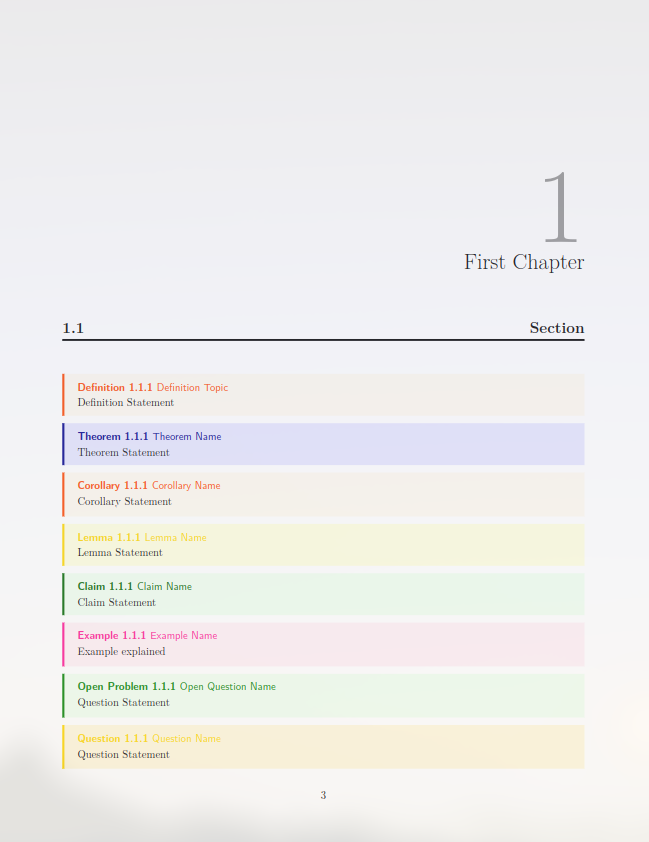 1
First Chapter
1.1 Section
Definition 1.1.1 Definition Topic
Definition Statement
Theorem 1.1.1 Theorem Name
Theorem Statement
Corollary 1.1.1 Corollary Name
Corollary Statement
Lemma 1.1.1 Lemma Name
Lemma Statement
Claim 1.1.1 Claim Name
Claim Statement
Example 1.1.1 Example Name
Example explained
Open Problem 1.1.1 Open Question Name
Question Statement
Question 1.1.1 Question Name
Question Statement
3